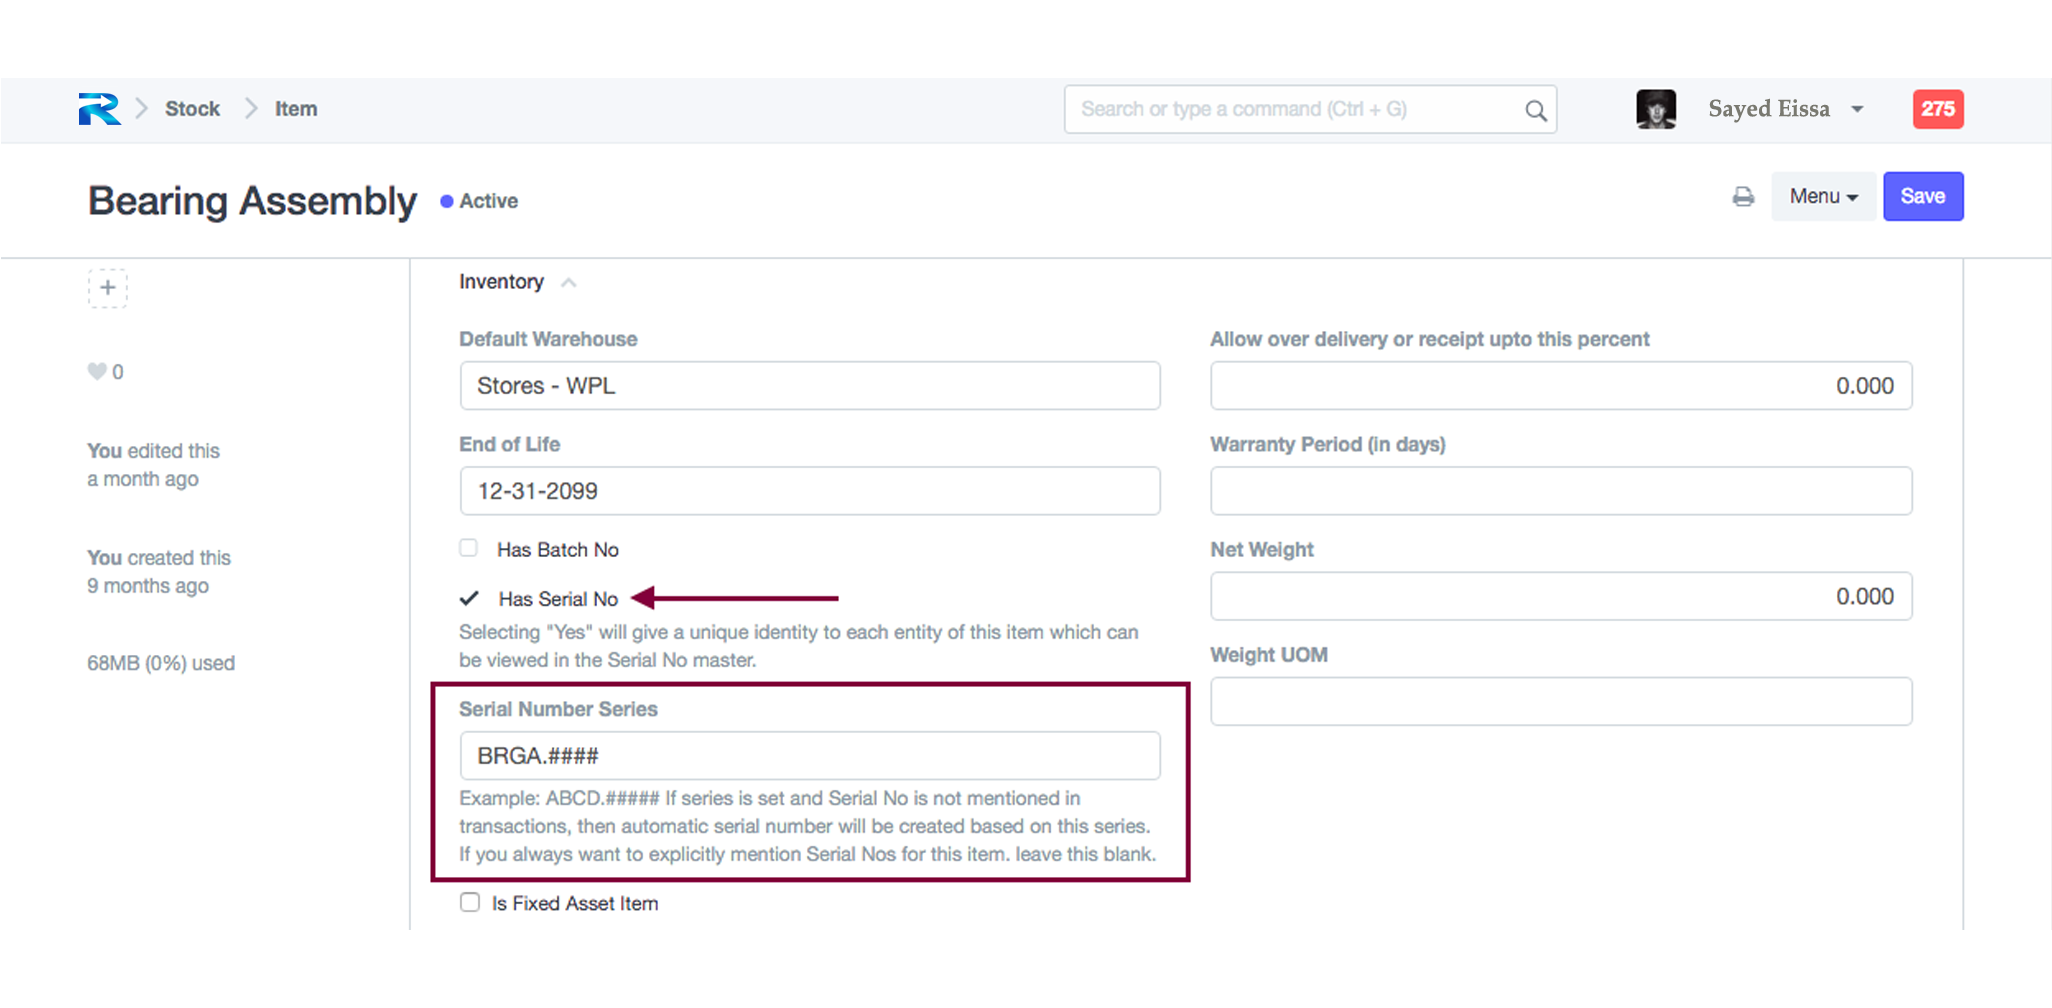 Stock
Item
Search or type a command (Ctrl + G)
Sayed Eissa
275
Bearing Assembly
Active
Menu
Save
0
You edited this
a month ago
You created this
9 months ago
68MB (0%) used
Inventory
Default Warehouse
Stores - WPL
End of Life
12-31-2099
Has Batch No
Has Serial No
Selecting "Yes" will give a unique identity to each entity of this item which can
be viewed in the Serial No master.
Serial Number Series
BRGA.####
Example: ABCD.##### If series is set and Serial No is not mentioned in
transactions, then automatic serial number will be created based on this series.
If you always want to explicitly mention Serial Nos for this item. leave this blank.
Is Fixed Asset Item
Allow over delivery or receipt upto this percent
0.000
Warranty Period (in days)
Net Weight
0.000
Weight UOM